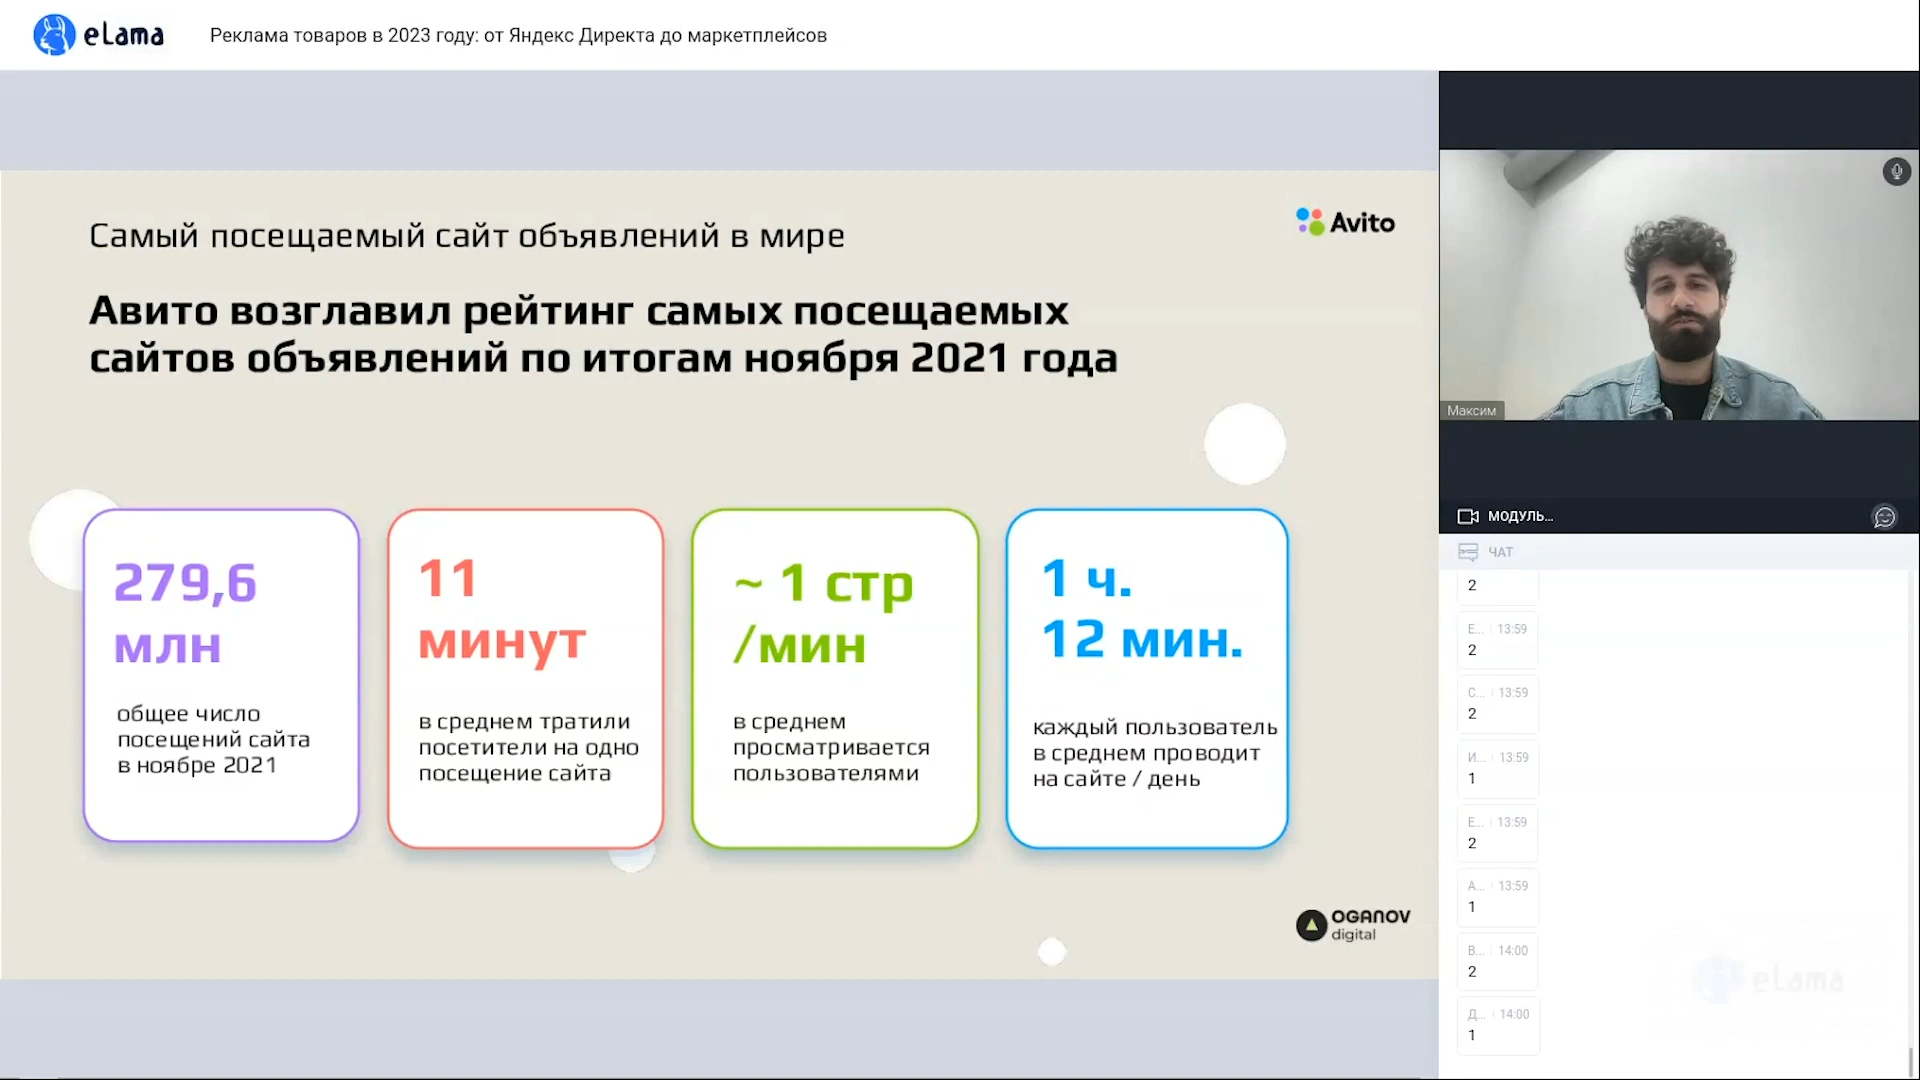 eLama
Реклама товаров в 2023 году: от Яндекс Директа до маркетплейсов
Самый посещаемый сайт объявлений в мире
Avito
Авито возглавил рейтинг самых посещаемых
сайтов объявлений по итогам ноября 2021 года
279,6
млн
общее число
посещений сайта
в ноябре 2021
11
минут
в среднем тратили
посетители на одно
посещение сайта
~ 1 стр
/мин
в среднем
просматривается
пользователями
1 ч.
12 мин.
каждый пользователь
в среднем проводит
на сайте / день
OGANOV
digital
Максим
МОДУЛЬ...
ЧАТ
2
Е... 13:59
2
С... 13:59
2
И... 13:59
1
Е... 13:59
2
А... 13:59
1
В... 14:00
2
Д... 14:00
1
eLama